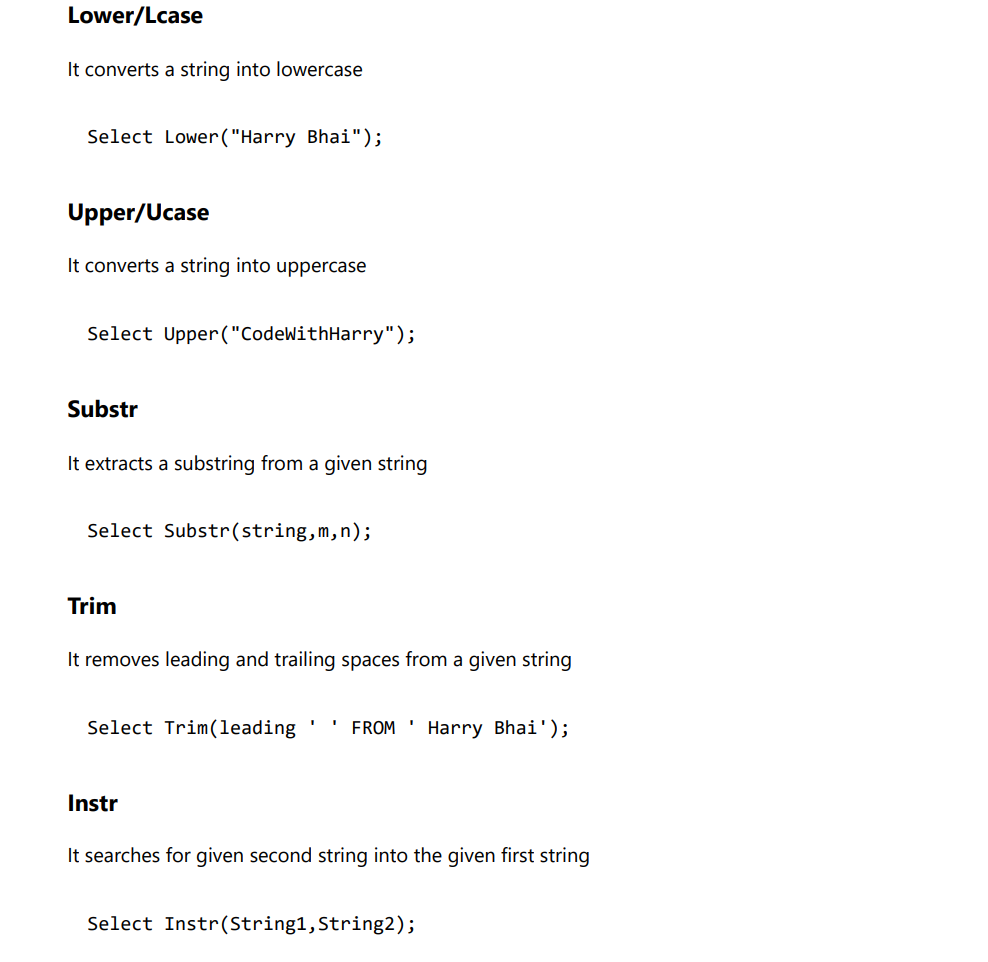 Lower/Lcase
It converts a string into lowercase
Select Lower("Harry Bhai");
Upper/Ucase
It converts a string into uppercase
Select Upper("CodeWithHarry");
Substr
It extracts a substring from a given string
Select Substr(string,m,n);
Trim
It removes leading and trailing spaces from a given string
Select Trim(leading ' ' FROM ' Harry Bhai');
Instr
It searches for given second string into the given first string
Select Instr(String1,String2);